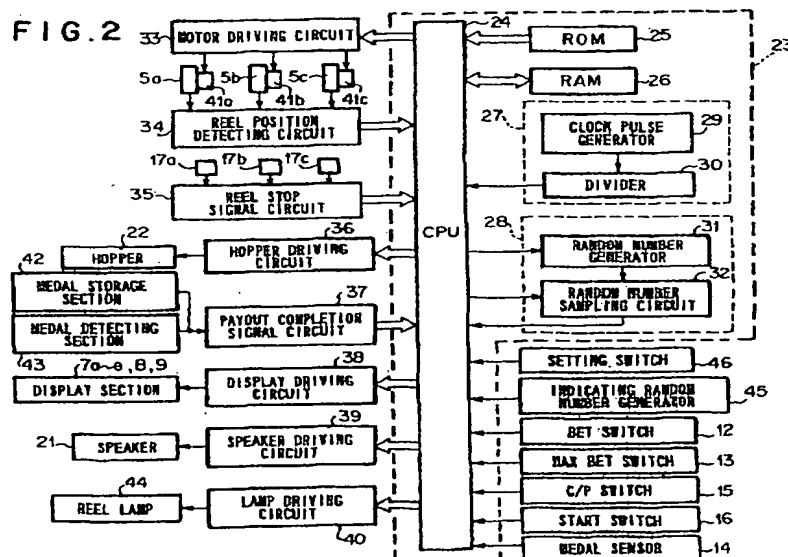 FIG.2
33
MOTOR DRIVING CIRCUIT
5a
5b
5c
41a
41b
41c
34
REEL POSITION
DETECTING CIRCUIT
17a
17b
17c
35
REEL STOP
SIGNAL CIRCUIT
22
36
HOPPER
HOPPER DRIVING
CIRCUIT
42
MEDAL STORAGE
SECTION
37
MEDAL DETECTING
SECTION
PAYOUT COMPLETION
SIGNAL CIRCUIT
43
7a~e,8,9
38
DISPLAY SECTION
DISPLAY DRIVING
CIRCUIT
39
21
SPEAKER
SPEAKER DRIVING
CIRCUIT
44
REEL LAMP
LAMP DRIVING
CIRCUIT
40
24
CPU
ROM
25
23
RAM
26
27
CLOCK PULSE
GENERATOR
29
30
DIVIDER
28
31
RANDOM NUMBER
GENERATOR
32
RANDOM NUMBER
SAMPLING CIRCUIT
SETTING SWITCH
46
INDICATING RANDOM
NUMBER GENERATOR
45
BET SWITCH
12
MAX BET SWITCH
13
C/P SWITCH
15
START SWITCH
16
MEDAL SENSOR
14